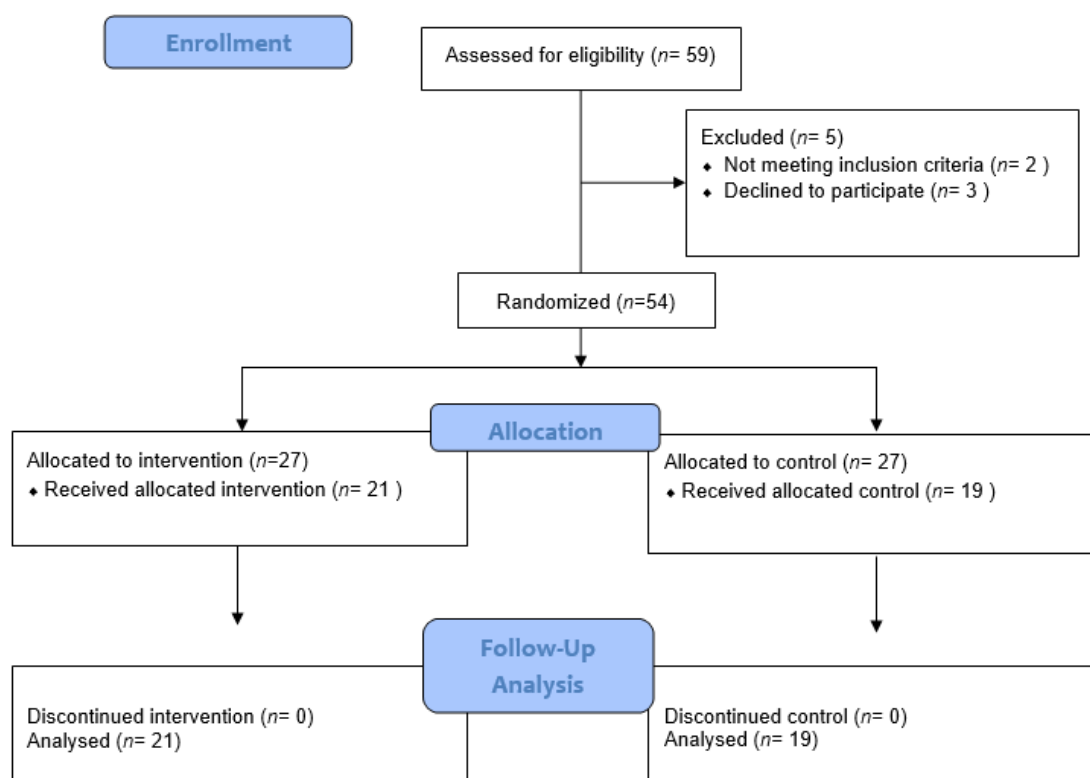 Enrollment
Assessed for eligibility (n= 59)
Excluded (n= 5)
⬥ Not meeting inclusion criteria (n= 2 )
⬥ Declined to participate (n= 3 )
Randomized (n=54)
Allocation
Allocated to intervention (n=27)
⬥ Received allocated intervention (n= 21 )
Allocated to control (n= 27)
⬥ Received allocated control (n= 19 )
Follow-Up
Analysis
Discontinued intervention (n= 0)
Analysed (n= 21)
Discontinued control (n= 0)
Analysed (n= 19)